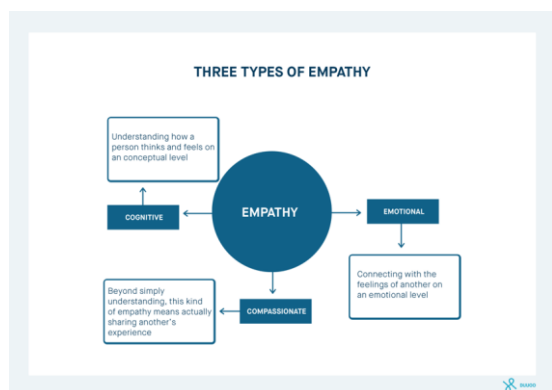 THREE TYPES OF EMPATHY
Understanding how a
person thinks and feels on
an conceptual level
COGNITIVE
EMPATHY
EMOTIONAL
Connecting with the
feelings of another on
an emotional level
Beyond simply
understanding, this kind
of empathy means actually
sharing another's
experience
COMPASSIONATE